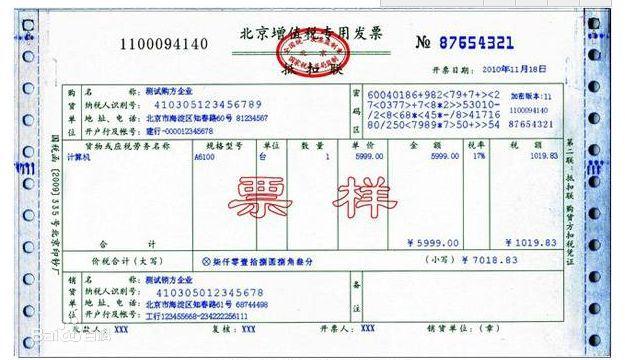 北京增值税专用发票
1100094140
№ 87654321
抵扣联
开票日期： 2010年11月18日
购货单位
名 称： 测试购方企业
纳税人识别号： 410305123456789
地 址、电 话： 北京市海淀区知春路60号 81234567
开户行及帐号： 建行-000012345678
密码区
60040186+982<79+7+><2 加密版本:11
7<0377>+7<8*2>>53010- 1100094140
/2<8<68<45*-/8>41716
80/250<7989*7>50+>>54 87654321
货物或应税劳务名称 规格型号 单位 数 量 单 价 金 额 税率 税 额
计算机 A6100 台 1 5999.00 5999.00 17% 1019.83
票样
合 计 ￥5999.00 ￥1019.83
价税合计（大写） ⊗柒仟零壹拾捌圆捌角叁分 （小写）￥7018.83
销货单位
名 称： 测试销方企业
纳税人识别号： 410305012345678
地 址、电 话： 北京市海淀区知春路61号 68744498
开户行及帐号： 工行123455668-234222256111
备注
收款人： XXX 复核： XXX 开票人： XXX 销货单位：（章）
国税函〔2009〕335号北京印钞厂
第二联：抵扣联 购货方扣税凭证
Bai百科